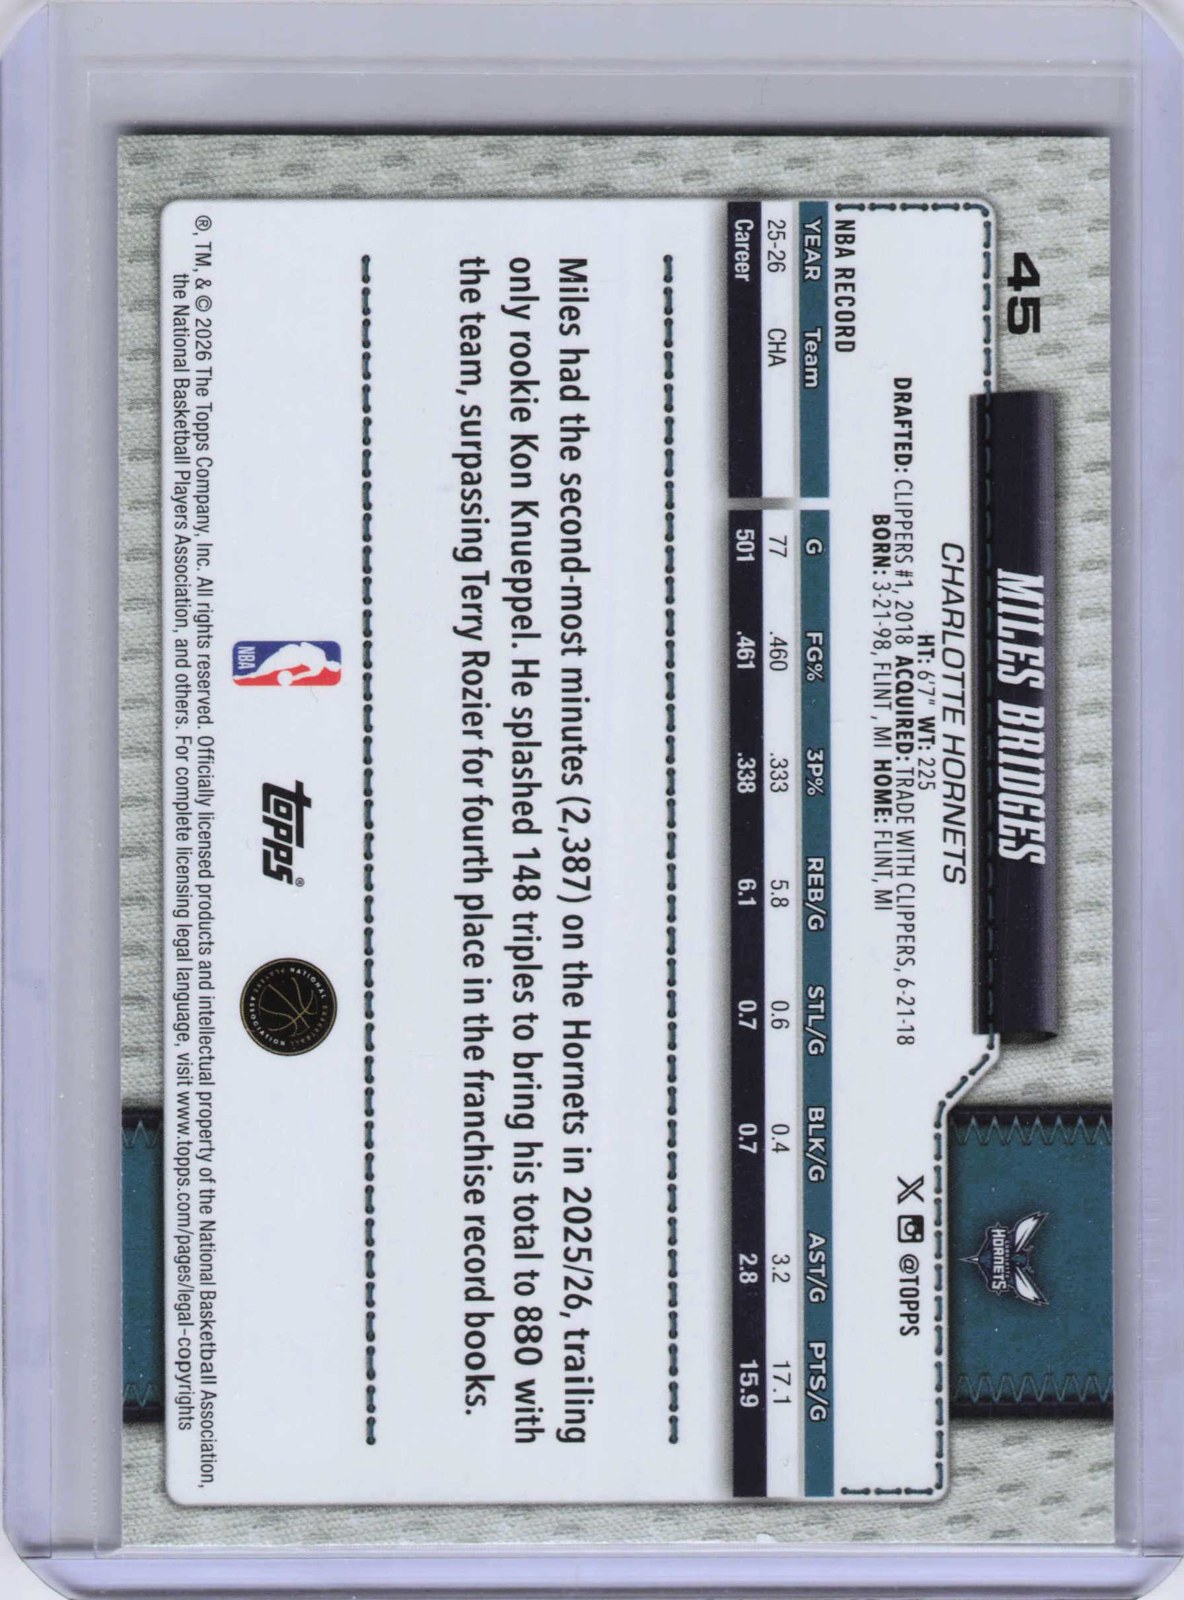 45
MILES BRIDGES
CHARLOTTE HORNETS
HT: 6'7" WT: 225
DRAFTED: CLIPPERS #1, 2018 ACQUIRED: TRADE WITH CLIPPERS, 6-21-18
BORN: 3-21-98, FLINT, MI HOME: FLINT, MI
HORNETS
@TOPPS
NBA RECORD
YEAR Team G FG% 3P% REB/G STL/G BLK/G AST/G PTS/G
25-26 CHA 77 .460 .333 5.8 0.6 0.4 3.2 17.1
Career 501 .461 .338 6.1 0.7 0.7 2.8 15.9
Miles had the second-most minutes (2,387) on the Hornets in 2025/26, trailing
only rookie Kon Knueppel. He splashed 148 triples to bring his total to 880 with
the team, surpassing Terry Rozier for fourth place in the franchise record books.
NBA
Topps®
NATIONAL BASKETBALL PLAYERS ASSOCIATION
®, TM, & © 2026 The Topps Company, Inc. All rights reserved. Officially licensed products and intellectual property of the National Basketball Association,
the National Basketball Players Association, and others. For complete licensing legal language, visit www.topps.com/pages/legal-copyrights